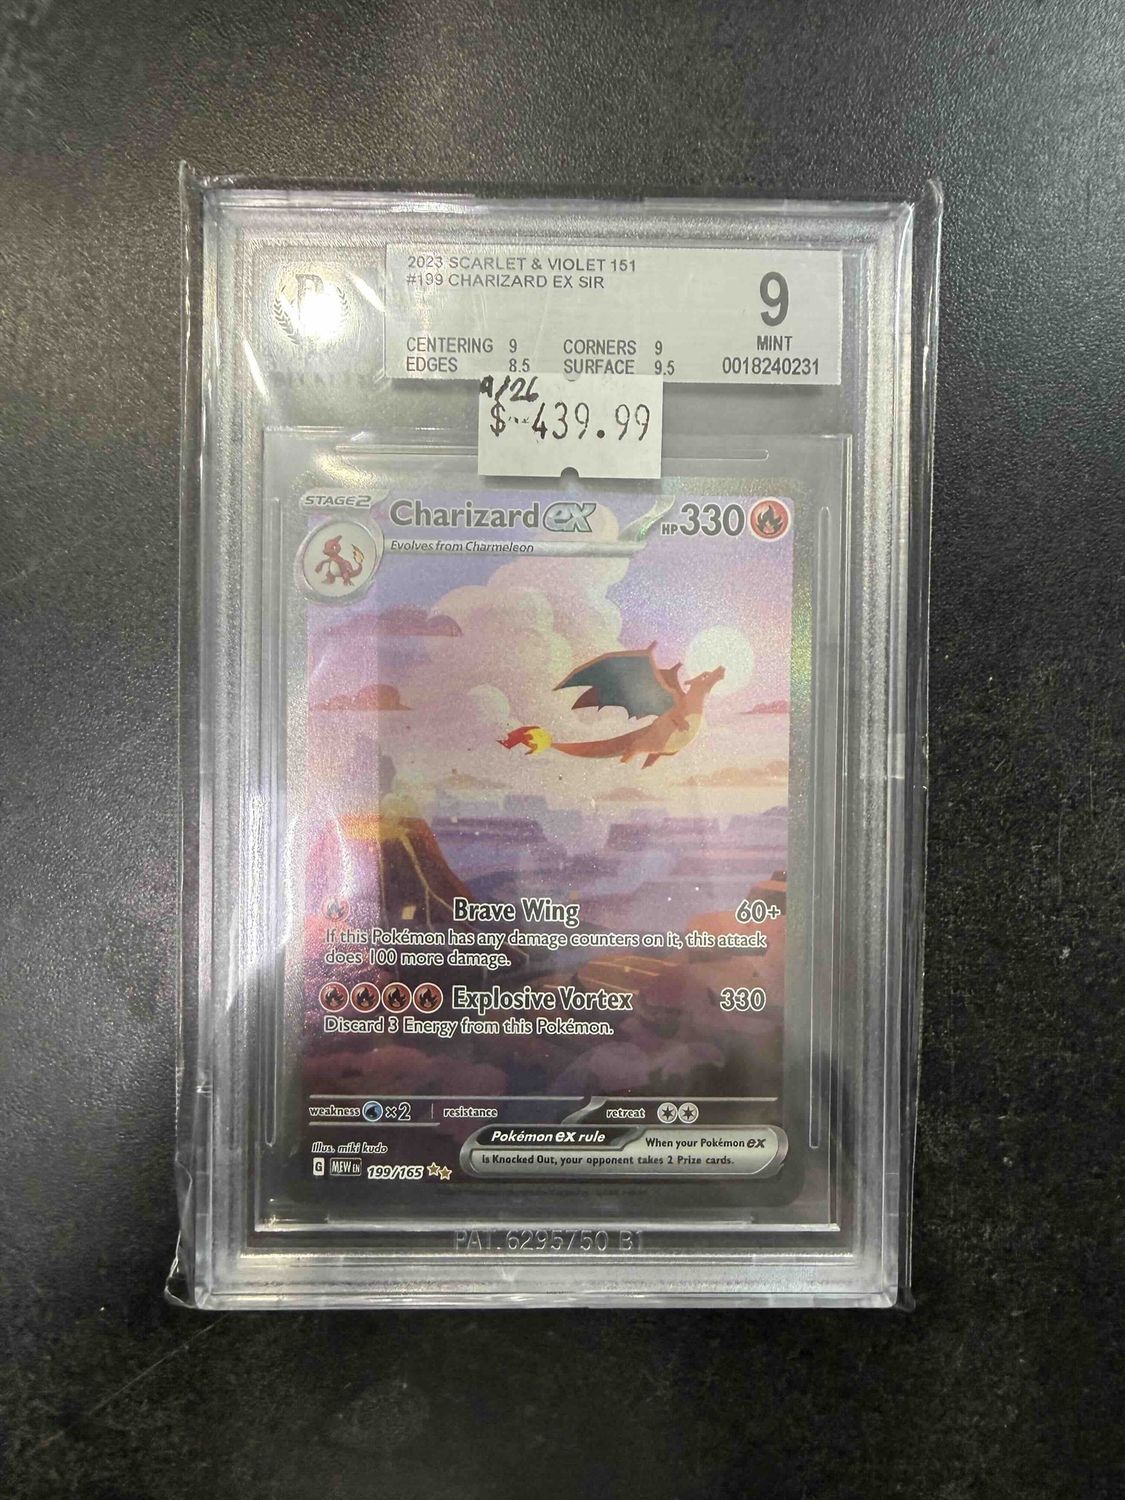 2023 SCARLET & VIOLET 151
#199 CHARIZARD EX SIR
9
MINT
CENTERING 9 CORNERS 9
EDGES 8.5 SURFACE 9.5 0018240231
4/26
$ 439.99
STAGE2 Charizard ex HP330
Evolves from Charmeleon
Brave Wing 60+
If this Pokémon has any damage counters on it, this attack
does 100 more damage.
Explosive Vortex 330
Discard 3 Energy from this Pokémon.
weakness ×2 resistance retreat
Pokémon ex rule When your Pokémon ex
is Knocked Out, your opponent takes 2 Prize cards.
Illus. miki kudo
G MEW EN 199/165
PAT.6295750 B1